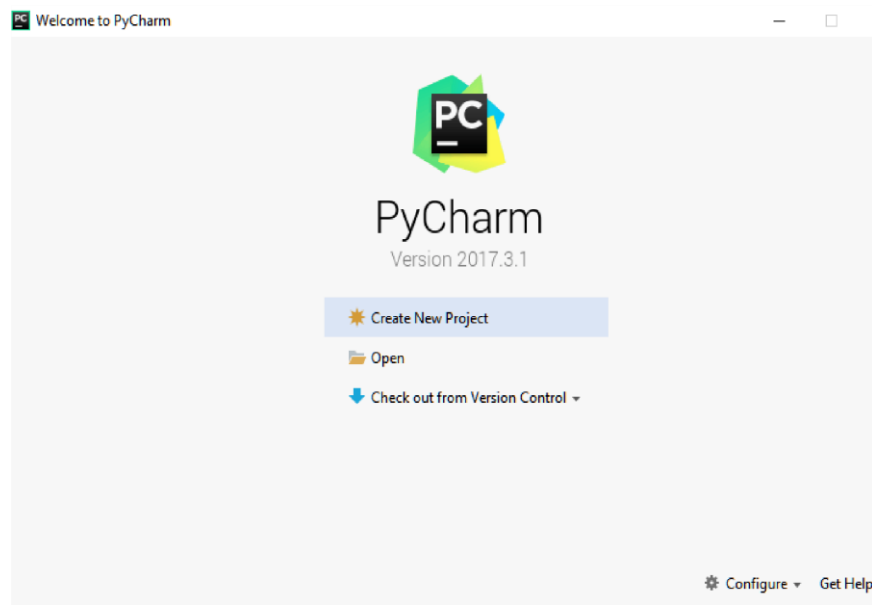 PC Welcome to PyCharm
PC
PyCharm
Version 2017.3.1
Create New Project
Open
Check out from Version Control
Configure Get Help